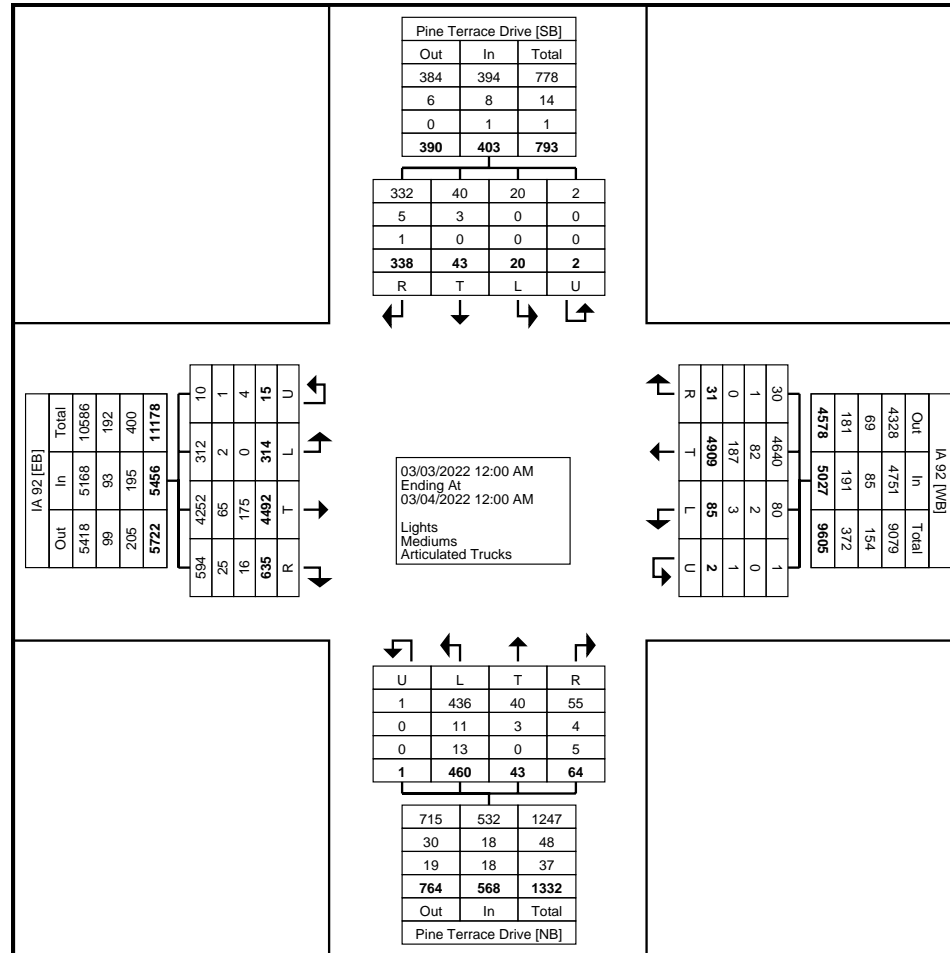 Pine Terrace Drive [SB]
Out In Total
384 394 778
6 8 14
0 1 1
390 403 793
332 40 20 2
5 3 0 0
1 0 0 0
338 43 20 2
R T L U
IA 92 [EB]
Total In Out
10586 5168 5418
192 93 99
400 195 205
11178 5456 5722
10 312 4252 594
1 2 65 25
4 0 175 16
15 314 4492 635
U L T R
03/03/2022 12:00 AM
Ending At
03/04/2022 12:00 AM
Lights
Mediums
Articulated Trucks
IA 92 [WB]
Out In Total
4328 4751 9079
69 85 154
181 191 372
4578 5027 9605
30 4640 80 1
1 82 2 0
0 187 3 1
31 4909 85 2
R T L U
U L T R
1 436 40 55
0 11 3 4
0 13 0 5
1 460 43 64
715 532 1247
30 18 48
19 18 37
764 568 1332
Out In Total
Pine Terrace Drive [NB]